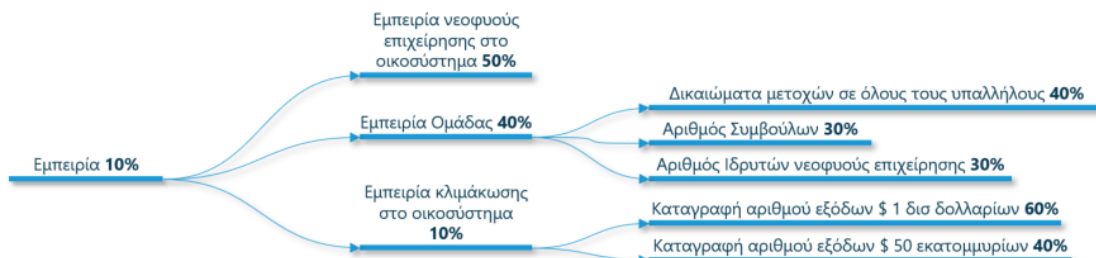 Εμπειρία νεοφυούς
επιχείρησης στο
οικοσύστημα 50%
Δικαιώματα μετοχών σε όλους τους υπαλλήλους 40%
Εμπειρία Ομάδας 40%
Αριθμός Συμβούλων 30%
Εμπειρία 10%
Αριθμός Ιδρυτών νεοφυούς επιχείρησης 30%
Εμπειρία κλιμάκωσης
στο οικοσύστημα
10%
Καταγραφή αριθμού εξόδων $ 1 δισ δολλαρίων 60%
Καταγραφή αριθμού εξόδων $ 50 εκατομμυρίων 40%